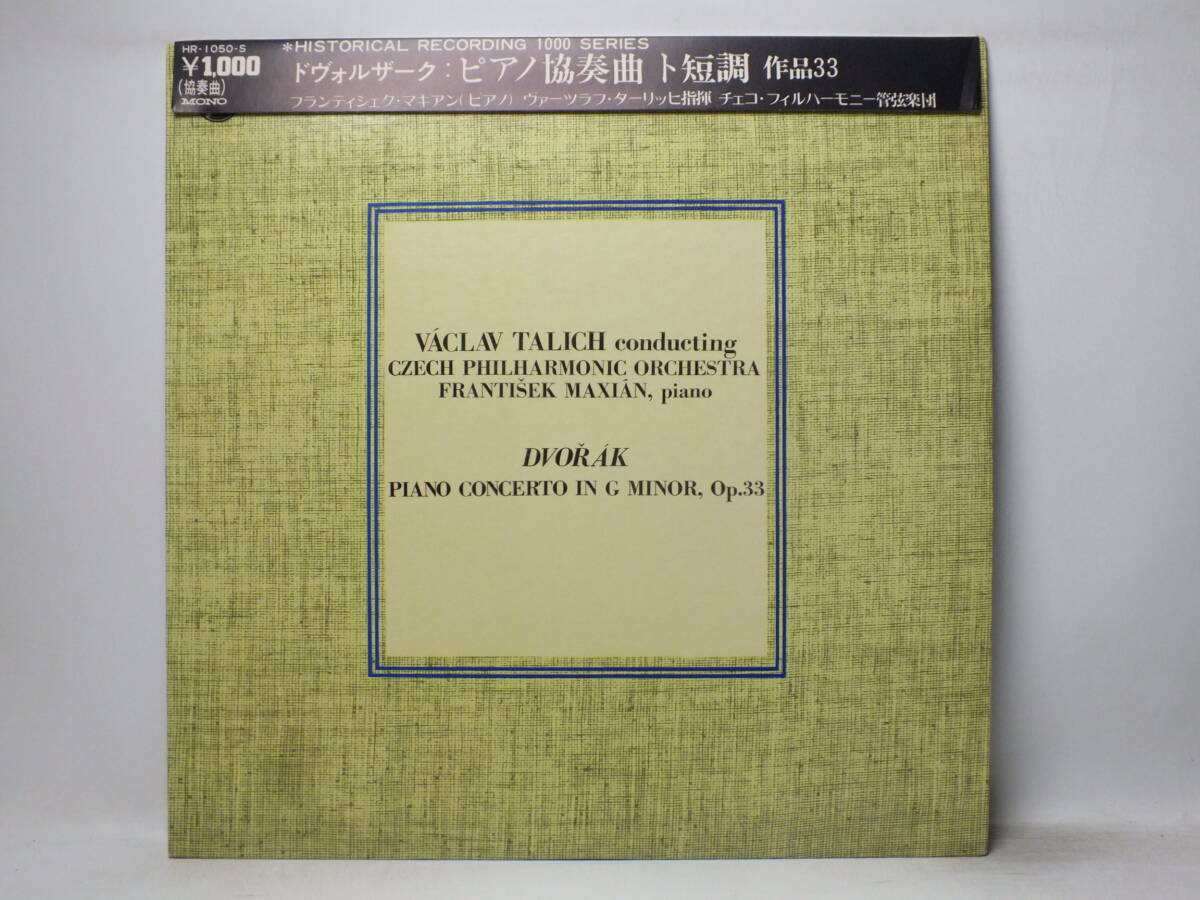 HR-1050-S
¥1,000
(協奏曲)
MONO
*HISTORICAL RECORDING 1000 SERIES
ドヴォルザーク:ピアノ協奏曲 ト短調 作品33
フランティシェク・マキアン(ピアノ) ヴァーツラフ・ターリッヒ指揮 チェコ・フィルハーモニー管弦楽団
VÁCLAV TALICH conducting
CZECH PHILHARMONIC ORCHESTRA
FRANTIŠEK MAXIÁN, piano
DVOŘÁK
PIANO CONCERTO IN G MINOR, Op.33